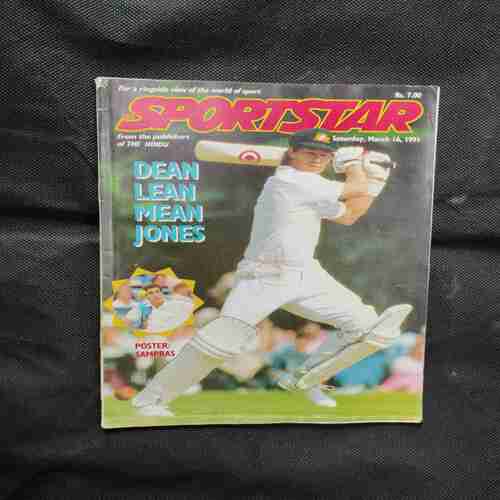 For a ringside view of the world of sport
Rs. 7.00
SPORTSTAR
From the publishers
of THE HINDU
Saturday, March 16, 1991
DEAN
LEAN
MEAN
JONES
POSTER:
SAMPRAS